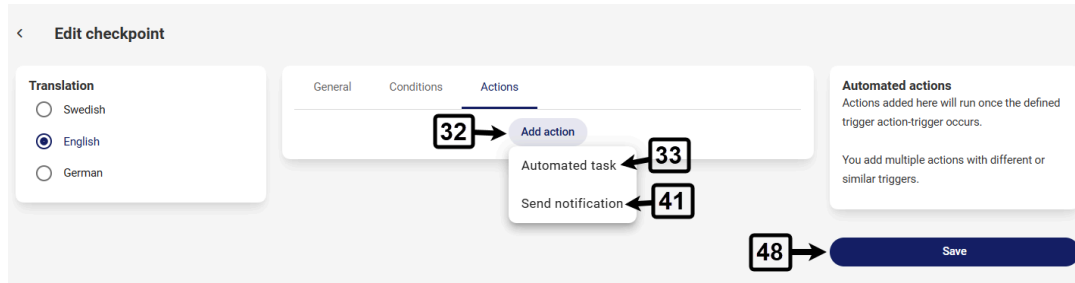 Edit checkpoint
Translation
Swedish
English
German
General Conditions Actions
32 Add action
Automated task 33
Send notification 41
Automated actions
Actions added here will run once the defined
trigger action-trigger occurs.
You add multiple actions with different or
similar triggers.
48 Save